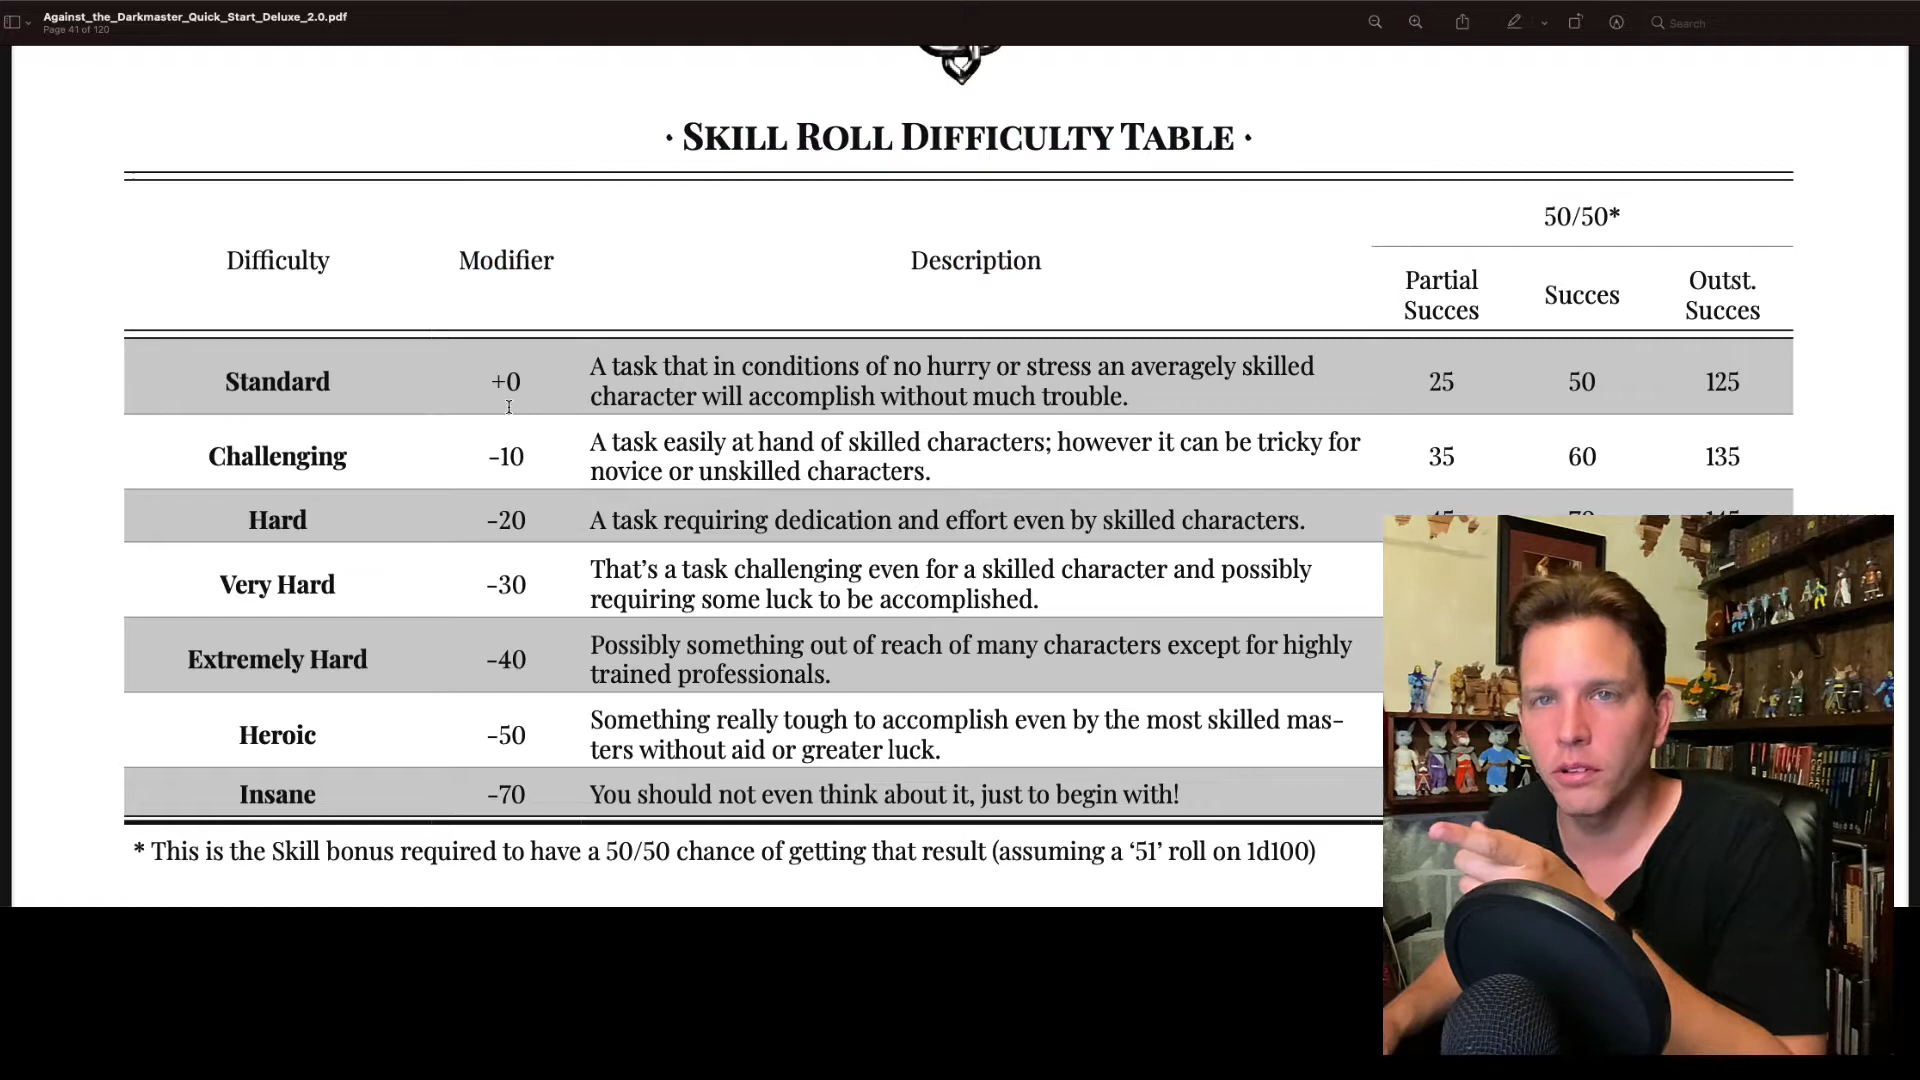 Against_the_Darkmaster_Quick_Start_Deluxe_2.0.pdf
Page 41 of 120
Search
· SKILL ROLL DIFFICULTY TABLE ·
50/50*
Difficulty Modifier Description
Partial Succes Succes Outst. Succes
Standard +0 A task that in conditions of no hurry or stress an averagely skilled 25 50 125
character will accomplish without much trouble.
Challenging -10 A task easily at hand of skilled characters; however it can be tricky for 35 60 135
novice or unskilled characters.
Hard -20 A task requiring dedication and effort even by skilled characters.
Very Hard -30 That’s a task challenging even for a skilled character and possibly
requiring some luck to be accomplished.
Extremely Hard -40 Possibly something out of reach of many characters except for highly
trained professionals.
Heroic -50 Something really tough to accomplish even by the most skilled mas-
ters without aid or greater luck.
Insane -70 You should not even think about it, just to begin with!
* This is the Skill bonus required to have a 50/50 chance of getting that result (assuming a ‘51’ roll on 1d100)